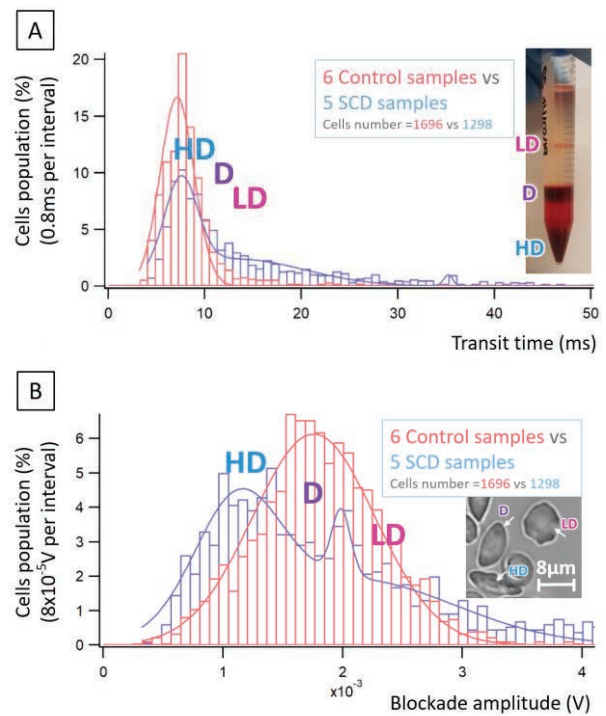 A
20
15
10
5
0
Cells population (%)
(0.8ms per interval)
6 Control samples vs
5 SCD samples
Cells number =1696 vs 1298
HD
D
LD
LD
D
HD
0 10 20 30 40 50
Transit time (ms)
B
6
5
4
3
2
1
0
Cells population (%)
(8x10⁻⁵V per interval)
6 Control samples vs
5 SCD samples
Cells number =1696 vs 1298
HD
D
LD
D
LD
HD
8µm
0 1 2 3 4
x10⁻³
Blockade amplitude (V)